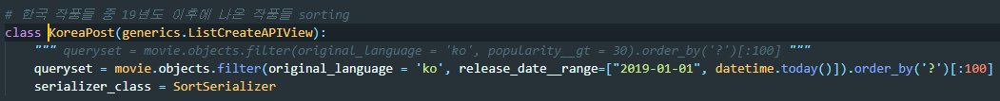 # 한국 작품들 중 19년도 이후에 나온 작품들 sorting
class KoreaPost(generics.ListCreateAPIView):
    """ queryset = movie.objects.filter(original_language = 'ko', popularity__gt = 30).order_by('?')[:100] """
    queryset = movie.objects.filter(original_language = 'ko', release_date__range=["2019-01-01", datetime.today()]).order_by('?')[:100]
    serializer_class = SortSerializer